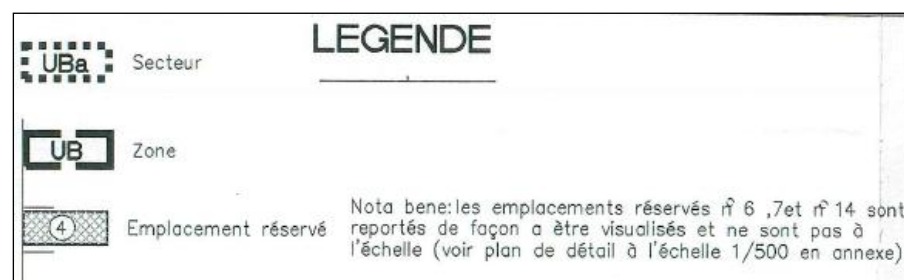 LEGENDE
UBa Secteur
UB Zone
4 Emplacement réservé
Nota bene:les emplacements réservés n° 6 ,7et n° 14 sont
reportés de façon a être visualisés et ne sont pas à
l'échelle (voir plan de détail à l'échelle 1/500 en annexe)